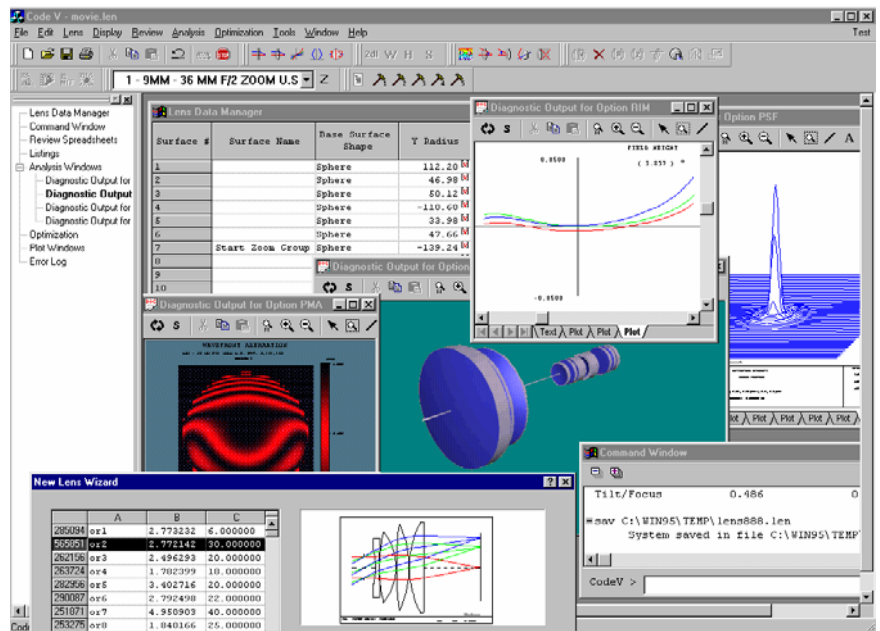 Code V - movie.len
File Edit Lens Display Review Analysis Optimization Tools Window Help
Test
1 - 9MM - 36 MM F/2 ZOOM U.S
Lens Data Manager
Command Window
Review Spreadsheets
Listings
Analysis Windows
Diagnostic Output for
Diagnostic Output
Diagnostic Output for
Diagnostic Output for
Optimization
Plot Windows
Error Log
Lens Data Manager
Surface # Surface Name Base Surface Shape Y Radius
1 Sphere 112.20
2 Sphere 46.98
3 Sphere 50.12
4 Sphere -110.60
5 Sphere 33.98
6 Sphere 47.66
7 Start Zoom Group Sphere -139.24
8
9
10
Diagnostic Output for Option RIM
S
FIELD HEIGHT
0.0500
-0.0500
Text Plot Plot Plot
Option PSF
A
Plot Plot Plot Plot
Diagnostic Output for Option
S
Diagnostic Output for Option PMA
S
WAVEFRONT ABERRATION
Command Window
Tilt/Focus 0.486 0
sav C:\WIN95\TEMP\lens888.len
System saved in file C:\WIN95\TEMP
CodeV >
New Lens Wizard
A B C
285094 or1 2.773232 6.000000
565851 or2 2.772142 30.000000
262156 or3 2.496293 20.000000
263724 or4 1.782399 18.000000
282956 or5 3.402716 20.000000
290087 or6 2.792498 22.000000
251871 or7 4.950903 40.000000
253275 or8 1.840166 25.000000
Code